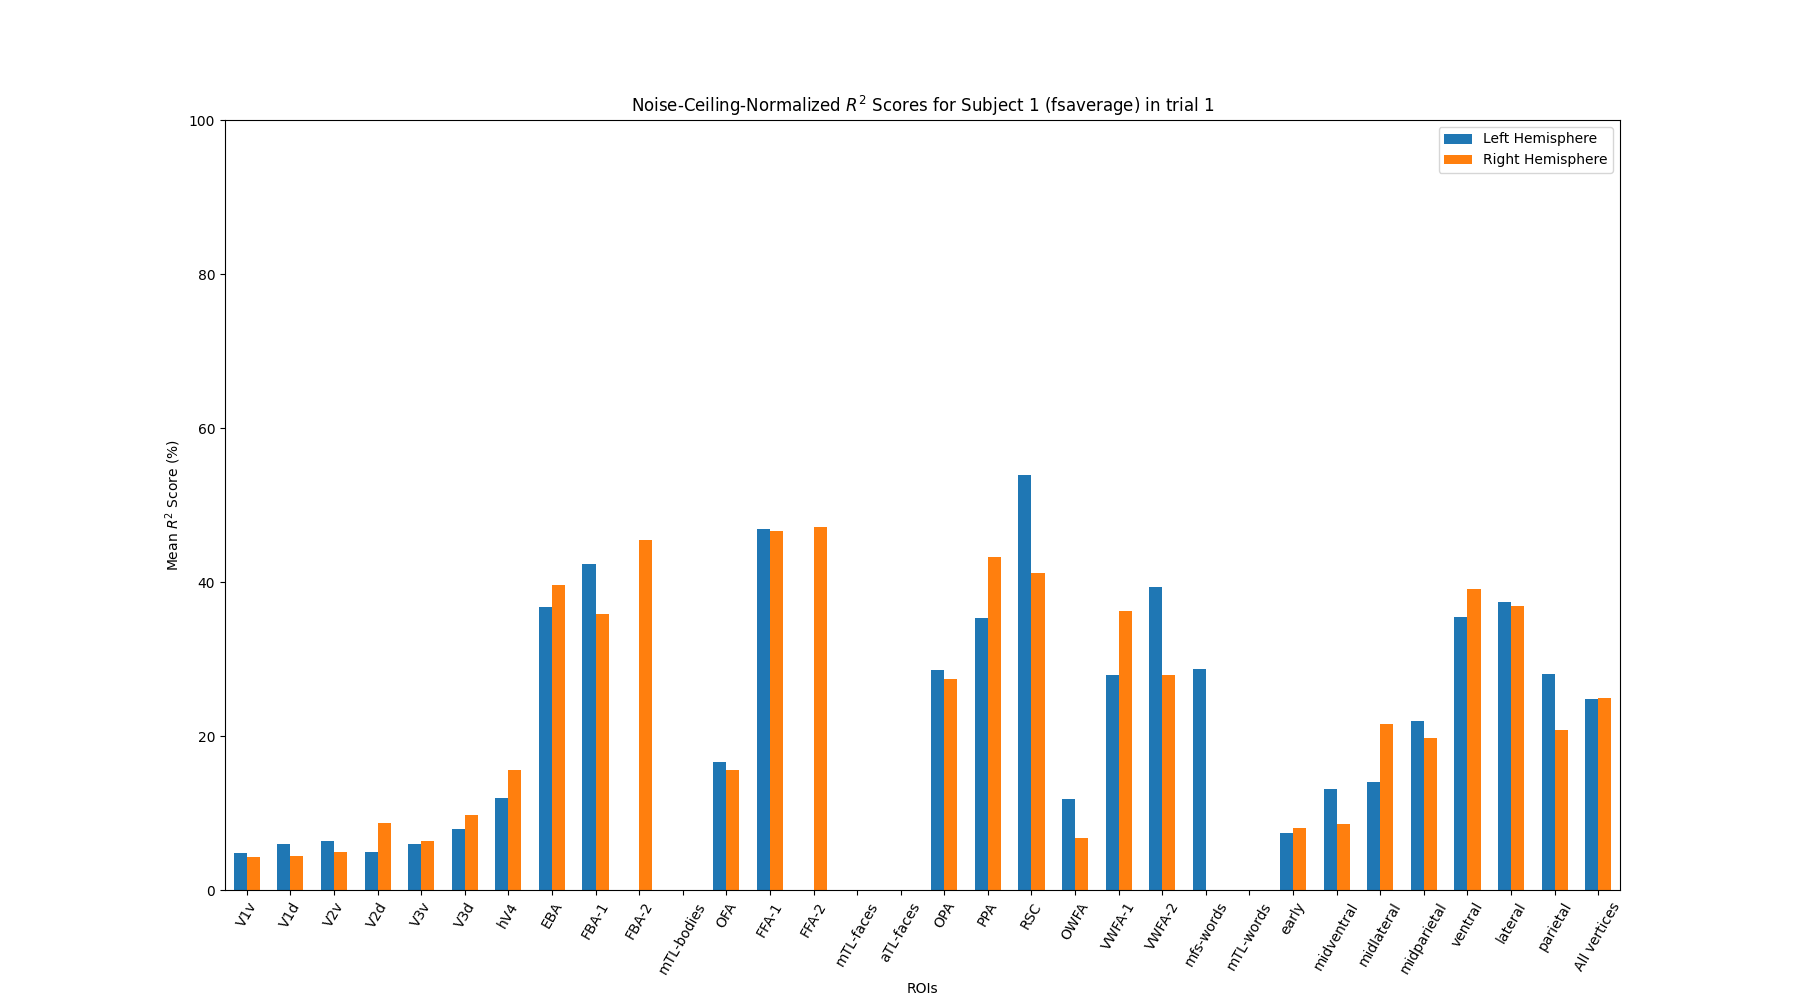 Noise-Ceiling-Normalized R² Scores for Subject 1 (fsaverage) in trial 1
Left Hemisphere
Right Hemisphere
Mean R² Score (%)
100
80
60
40
20
0
V1v
V1d
V2v
V2d
V3v
V3d
hV4
EBA
FBA-1
FBA-2
mTL-bodies
OFA
FFA-1
FFA-2
mTL-faces
aTL-faces
OPA
PPA
RSC
OWFA
VWFA-1
VWFA-2
mfs-words
mTL-words
early
midventral
midlateral
midparietal
ventral
lateral
parietal
All vertices
ROIs